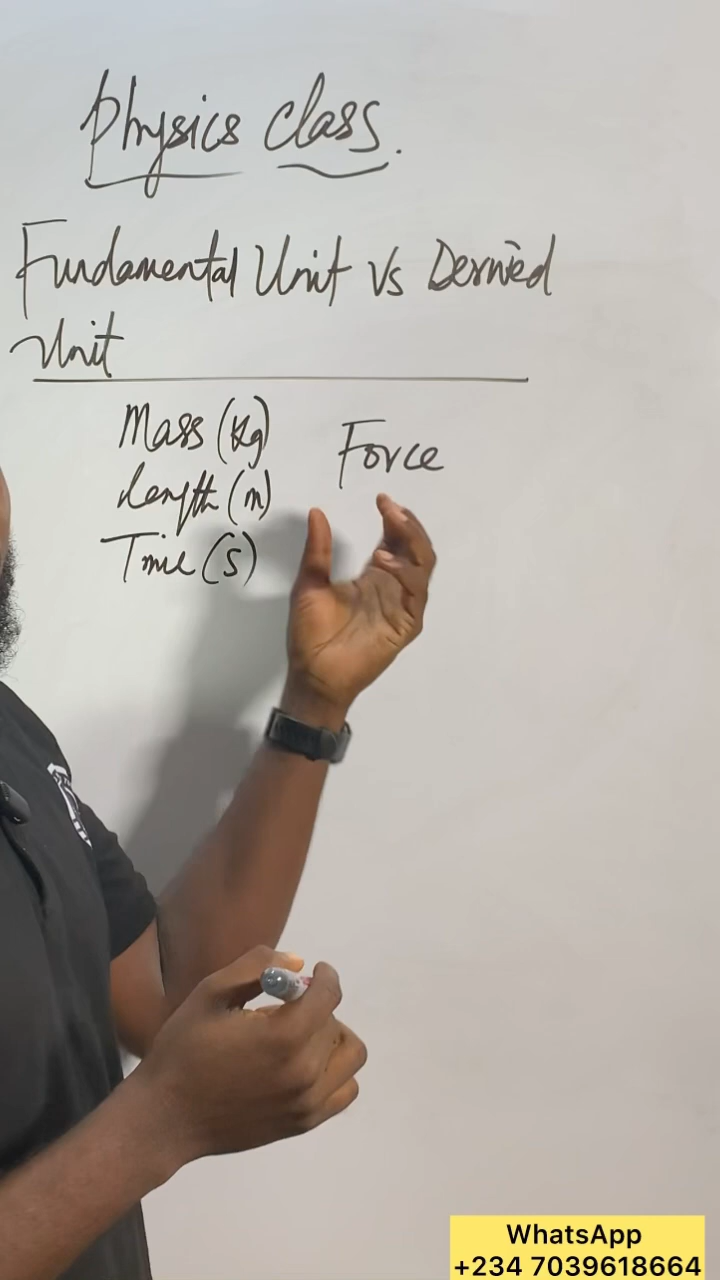 Physics class.
Fundamental Unit Vs Derived
Unit
Mass (kg)
Force
Length (m)
Time (s)
WhatsApp
+234 7039618664